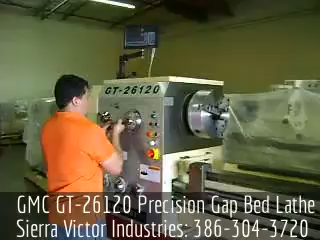 GT-26120
GMC GT-26120 Precision Gap Bed Lathe
Sierra Victor Industries: 386-304-3720